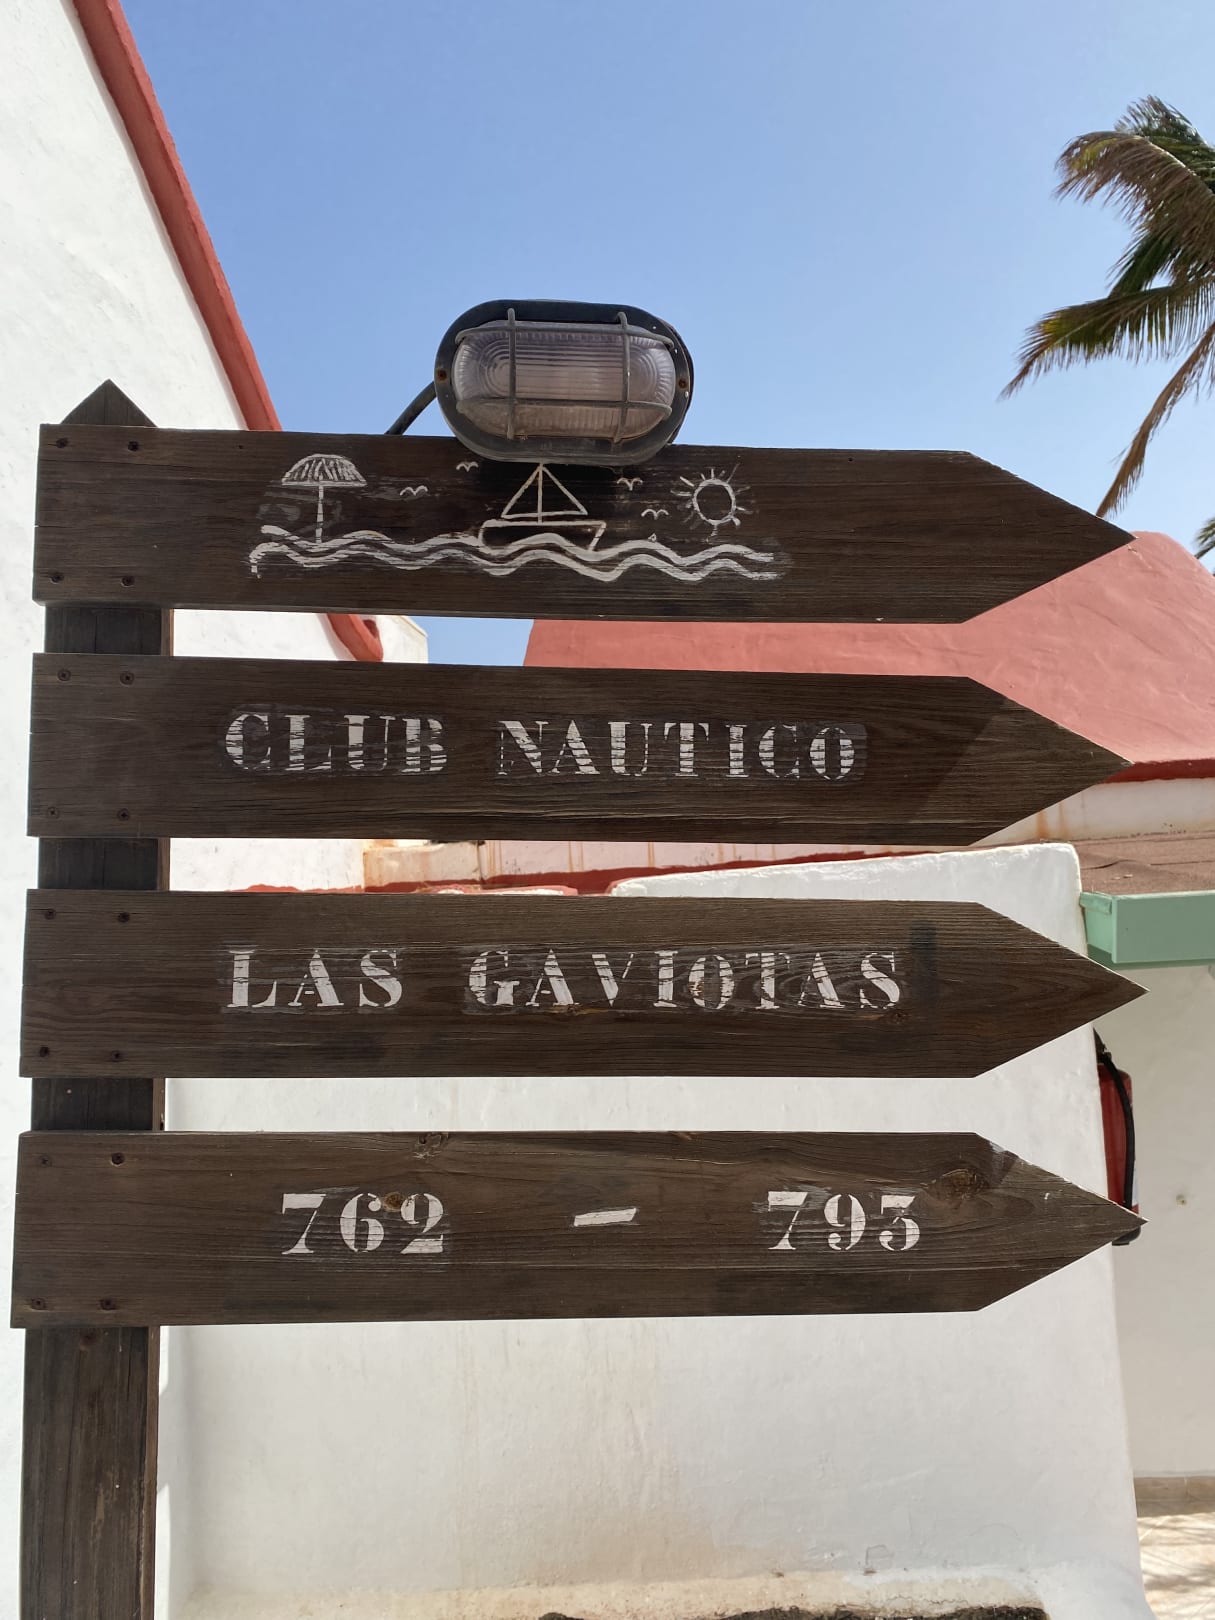 CLUB NAUTICO
LAS GAVIOTAS
762 - 793